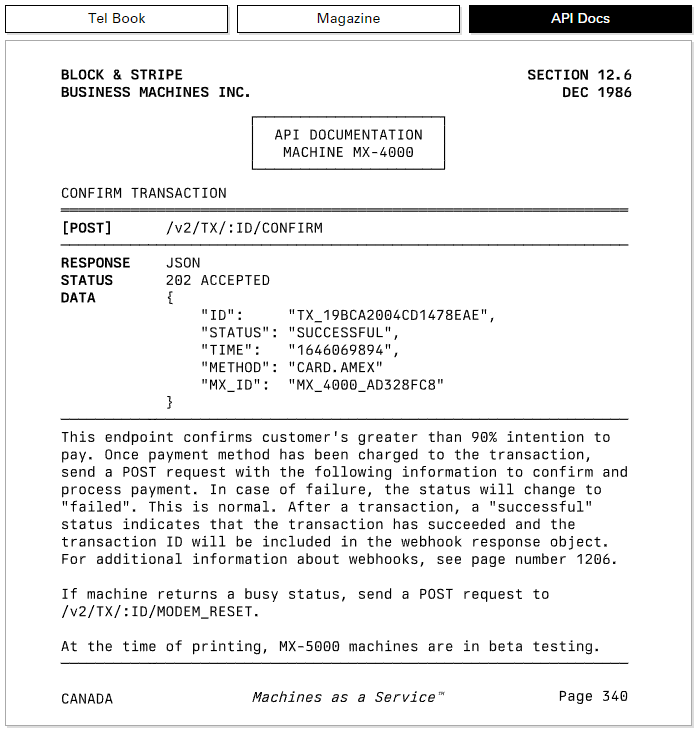 Tel Book
Magazine
API Docs
BLOCK & STRIPE
BUSINESS MACHINES INC.
SECTION 12.6
DEC 1986
API DOCUMENTATION
MACHINE MX-4000
CONFIRM TRANSACTION
[POST] /v2/TX/:ID/CONFIRM
RESPONSE JSON
STATUS 202 ACCEPTED
DATA {
"ID": "TX_19BCA2004CD1478EAE",
"STATUS": "SUCCESSFUL",
"TIME": "1646069894",
"METHOD": "CARD.AMEX"
"MX_ID": "MX_4000_AD328FC8"
}
This endpoint confirms customer's greater than 90% intention to
pay. Once payment method has been charged to the transaction,
send a POST request with the following information to confirm and
process payment. In case of failure, the status will change to
"failed". This is normal. After a transaction, a "successful"
status indicates that the transaction has succeeded and the
transaction ID will be included in the webhook response object.
For additional information about webhooks, see page number 1206.
If machine returns a busy status, send a POST request to
/v2/TX/:ID/MODEM_RESET.
At the time of printing, MX-5000 machines are in beta testing.
CANADA
Machines as a Service™
Page 340